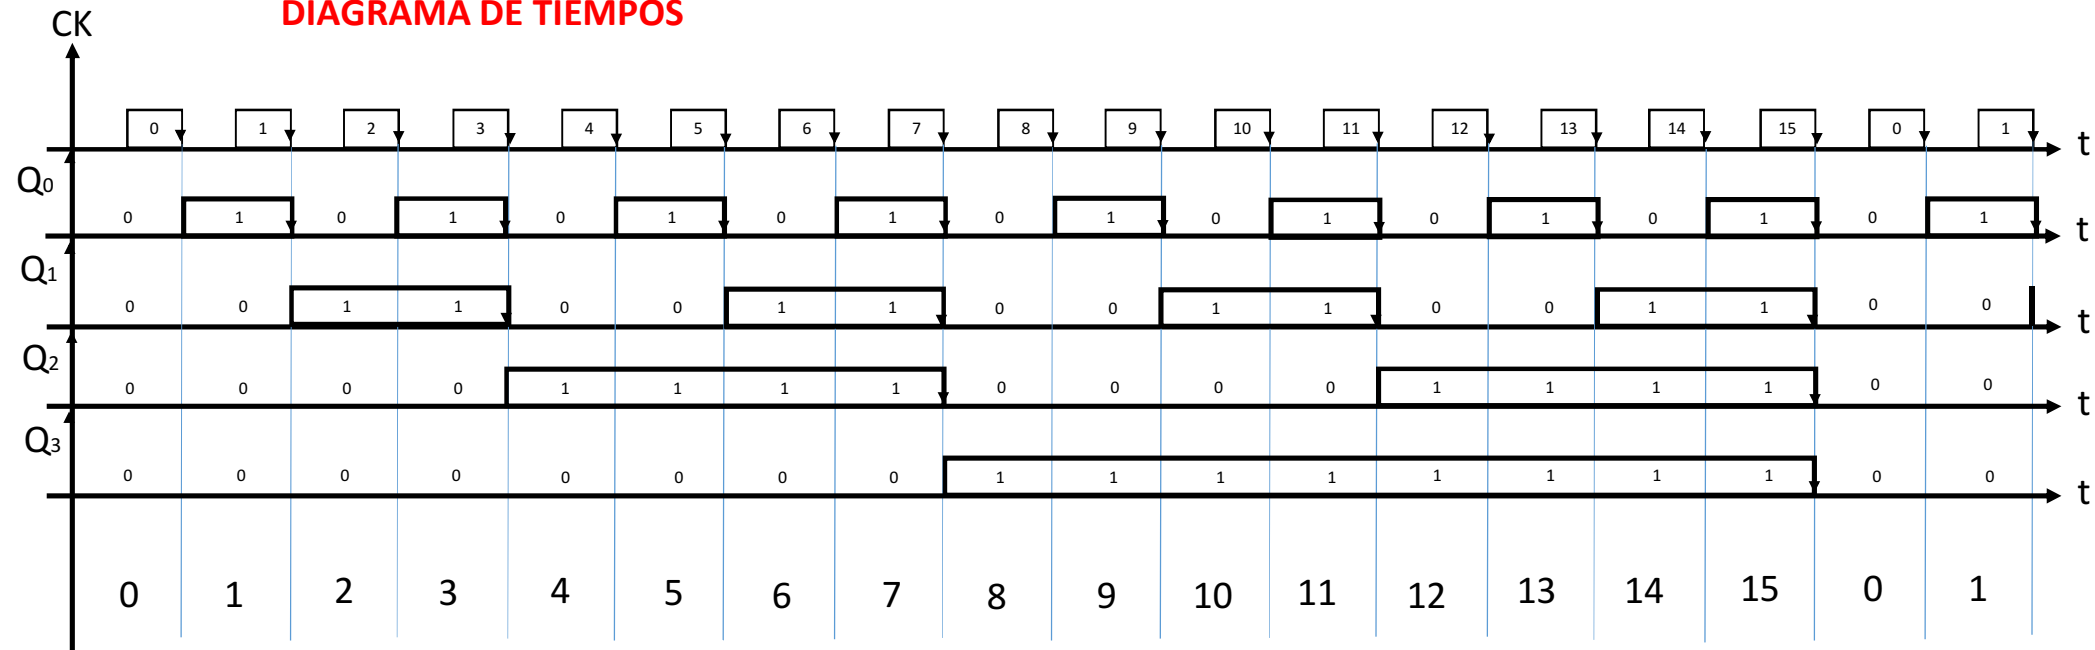 DIAGRAMA DE TIEMPOS
CK
0 1 2 3 4 5 6 7 8 9 10 11 12 13 14 15 0 1
t
Q0
0 1 0 1 0 1 0 1 0 1 0 1 0 1 0 1 0 1
t
Q1
0 0 1 1 0 0 1 1 0 0 1 1 0 0 1 1 0 0
t
Q2
0 0 0 0 1 1 1 1 0 0 0 0 1 1 1 1 0 0
t
Q3
0 0 0 0 0 0 0 0 1 1 1 1 1 1 1 1 0 0
t
0 1 2 3 4 5 6 7 8 9 10 11 12 13 14 15 0 1